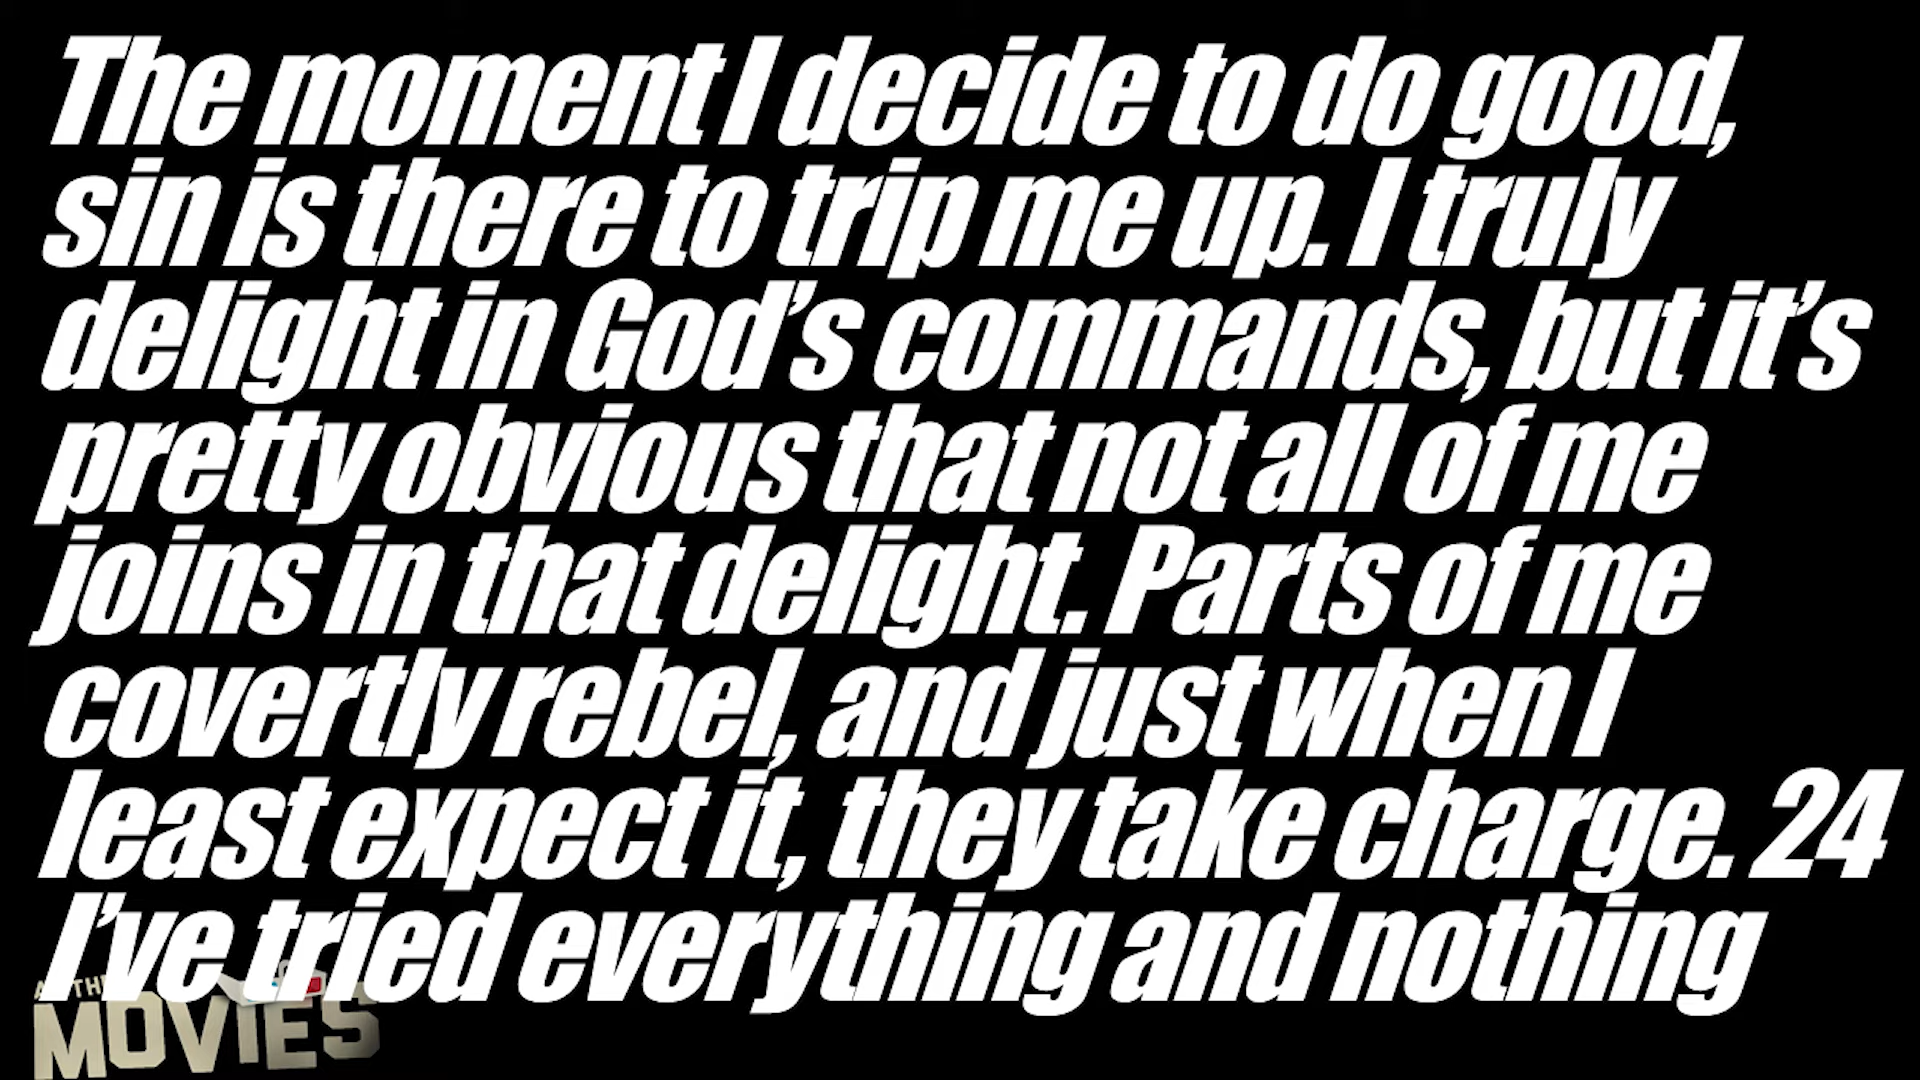 The moment I decide to do good,
sin is there to trip me up. I truly
delight in God’s commands, but it’s
pretty obvious that not all of me
joins in that delight. Parts of me
covertly rebel, and just when I
least expect it, they take charge. 24
I’ve tried everything and nothing
AT THE
MOVIES